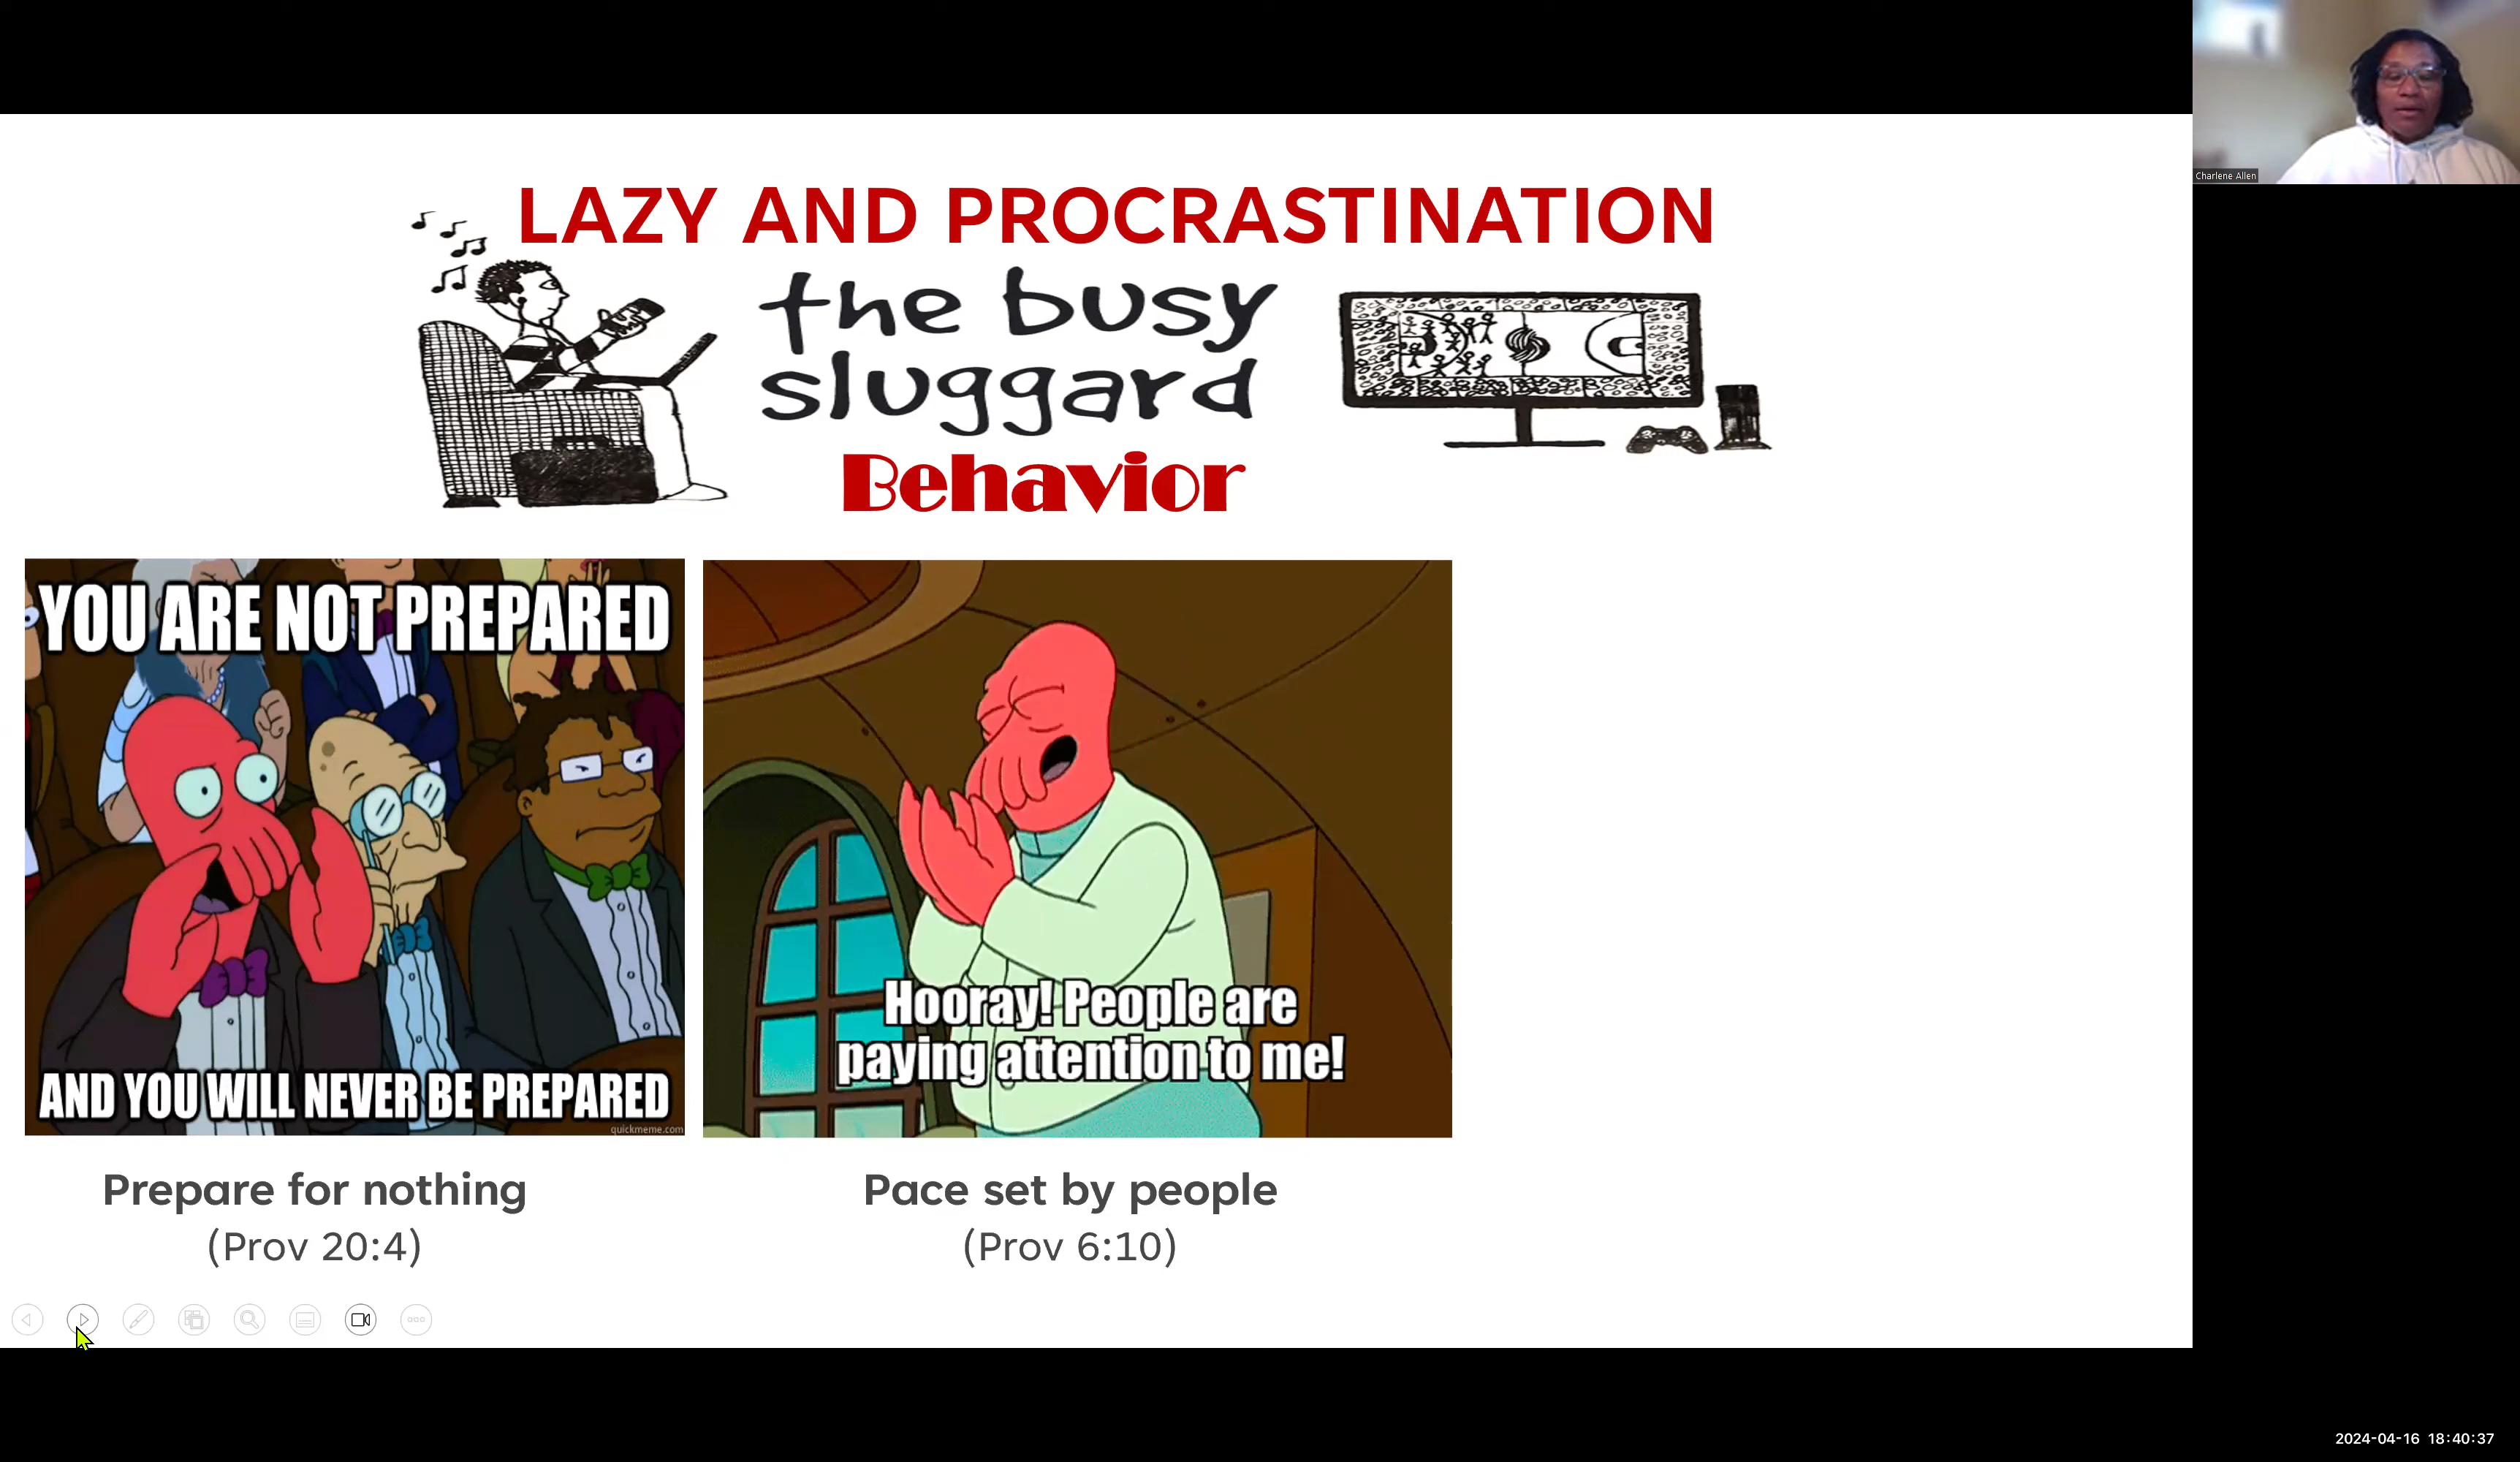 Charlene Allen
LAZY AND PROCRASTINATION
the busy
sluggard
Behavior
YOU ARE NOT PREPARED
AND YOU WILL NEVER BE PREPARED
quickmeme.com
Hooray! People are
paying attention to me!
Prepare for nothing
(Prov 20:4)
Pace set by people
(Prov 6:10)
2024-04-16 18:40:37